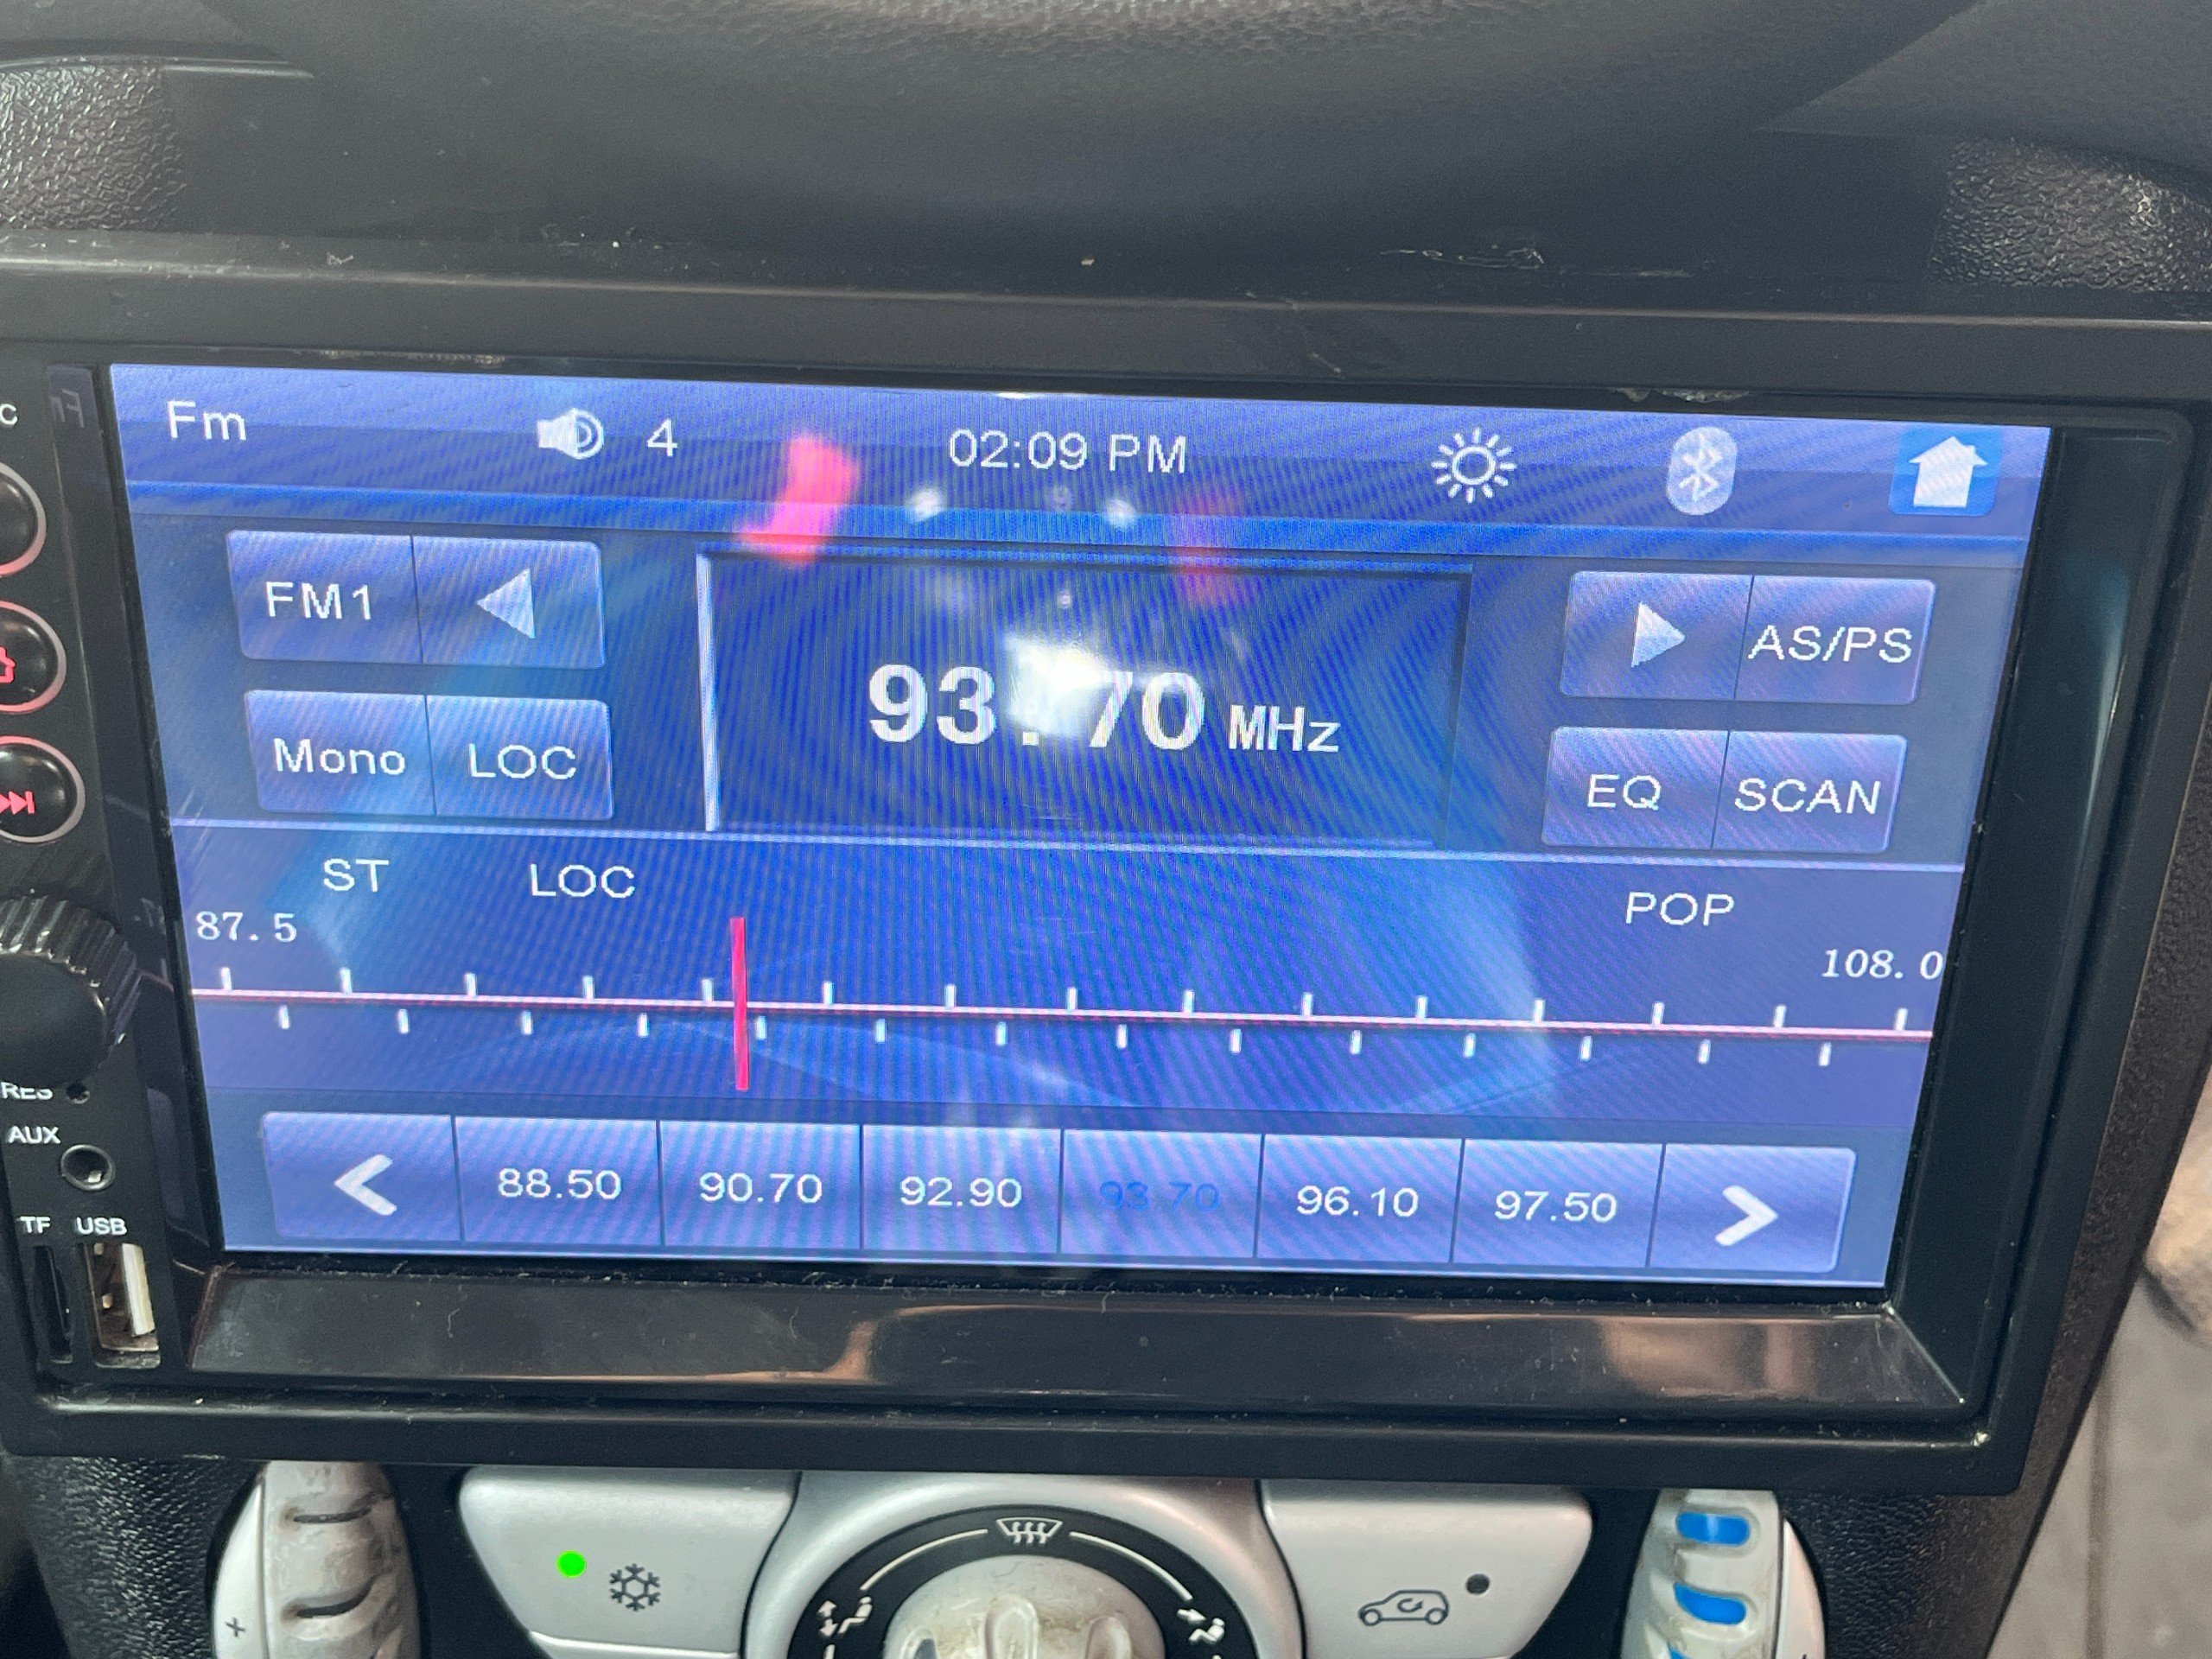 C
Fm 4 02:09 PM
FM1 AS/PS
93.70 MHz
Mono LOC EQ SCAN
ST LOC POP
87.5 108.0
RES
AUX
88.50 90.70 92.90 93.70 96.10 97.50
TF USB
+